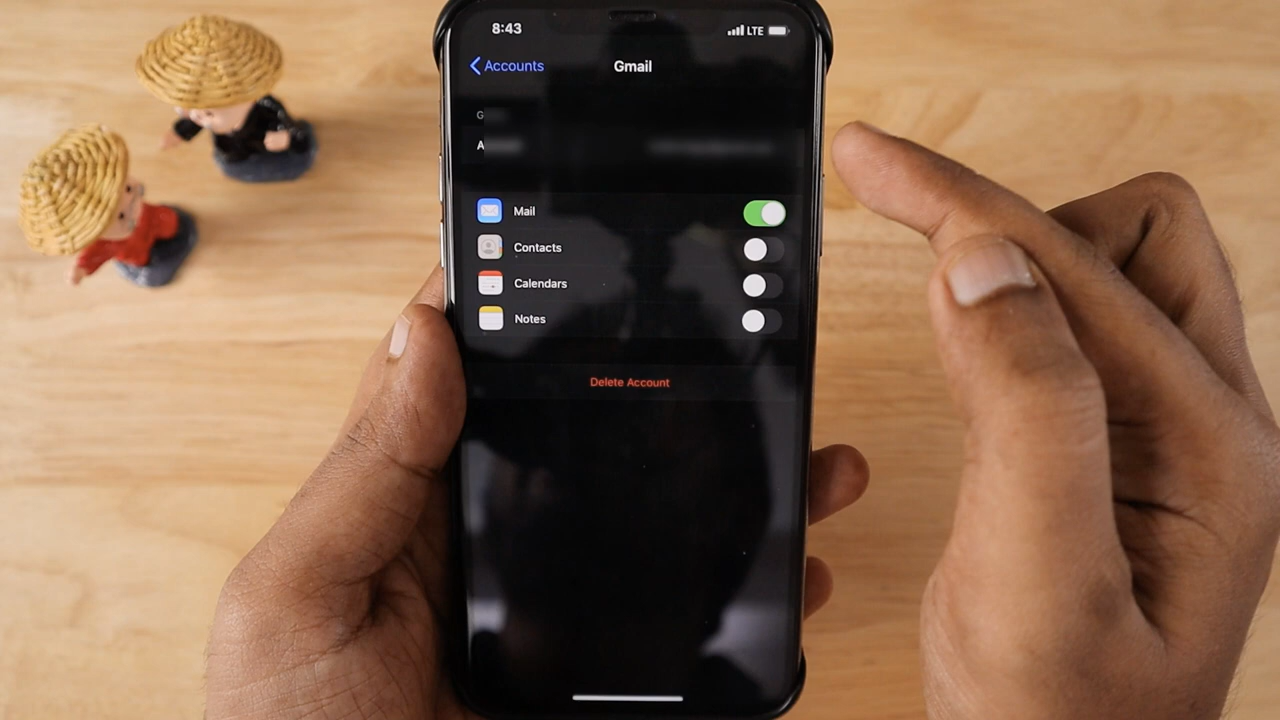 8:43 LTE
Accounts Gmail
Mail
Contacts
Calendars
Notes
Delete Account